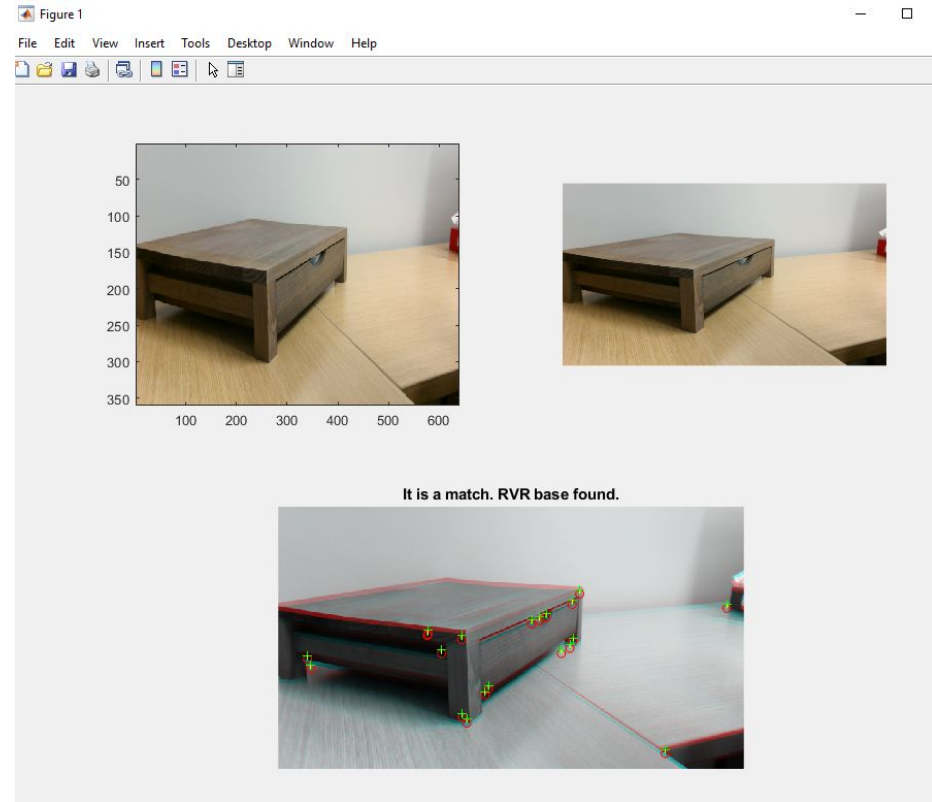 Figure 1
File Edit View Insert Tools Desktop Window Help
50
100
150
200
250
300
350
100 200 300 400 500 600
It is a match. RVR base found.